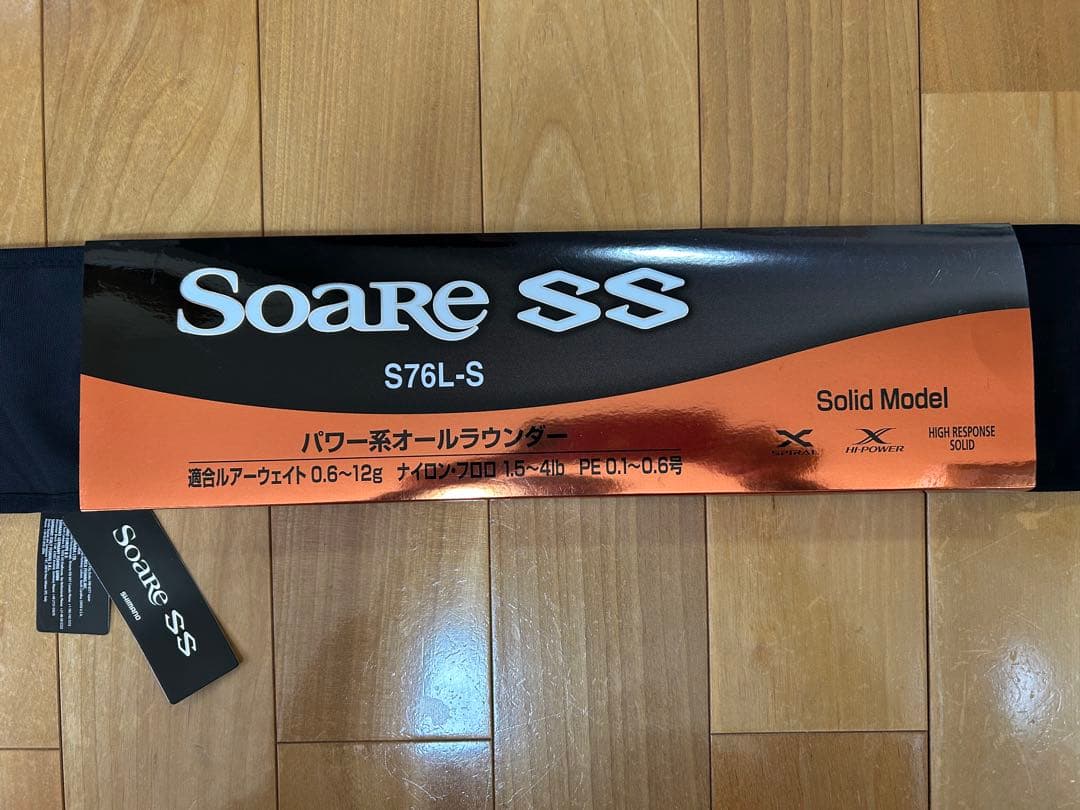 SoaRe SS
S76L-S
Solid Model
パワー系オールラウンダー
適合ルアーウェイト 0.6～12g ナイロン・フロロ 1.5～4lb PE 0.1～0.6号
X
SPIRAL
X
HI-POWER
HIGH RESPONSE
SOLID
SoaRe SS
SHIMANO